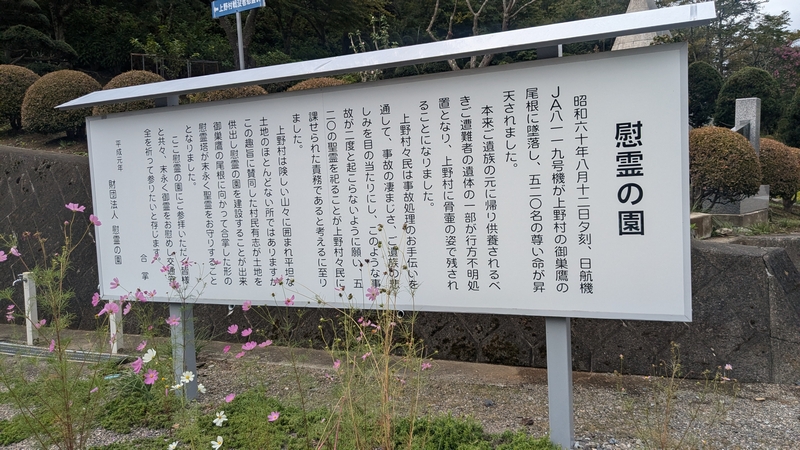 慰霊の園
昭和六十年八月十二日夕刻、日航機
JA八一一九号機が上野村の御巣鷹の
尾根に墜落し、五二〇名の尊い命が昇
天されました。
本来ご遺族の元に帰り供養されるべ
きご遭難者の遺体の一部が行方不明処
置となり、上野村に骨壷の姿で残され
ることになりました。
上野村々民は事故処理のお手伝いを
通して、事故の凄まじさ、ご遺族の悲
しみを目の当たりにし、このような事
故が二度と起こらないように願い、五
二〇の聖霊を祀ることが上野村々民に
課せられた責務であると考えるに至り
ました。
上野村は険しい山々に囲まれ平坦な
土地のほとんどない所ではありますが
この趣旨に賛同した村民有志が土地を
供出し慰霊の園を建設することが出来
御巣鷹の尾根に向かって合掌した形の
慰霊塔が末永く聖霊をお守りすること
となりました。
ここ慰霊の園にご参拝いただく皆様
と共々、末永く御霊をお慰めし交通安
全を祈って参りたいと存じます。
合掌
平成元年
財団法人 慰霊の園